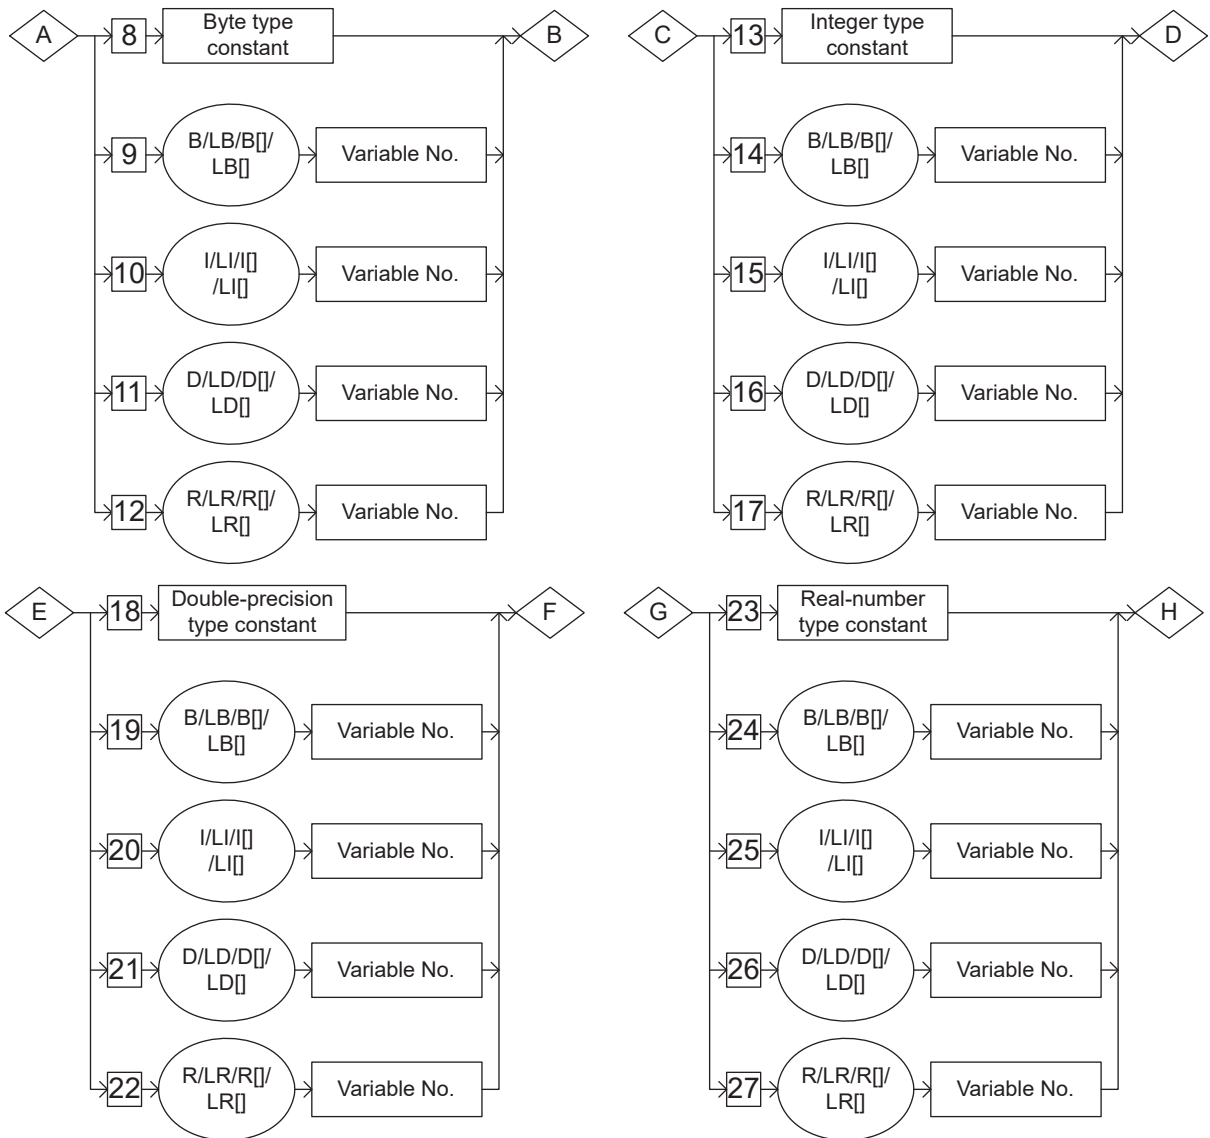 A
8
Byte type
constant
B
9
B/LB/B[]/
LB[]
Variable No.
10
I/LI/I[]
/LI[]
Variable No.
11
D/LD/D[]/
LD[]
Variable No.
12
R/LR/R[]/
LR[]
Variable No.
C
13
Integer type
constant
D
14
B/LB/B[]/
LB[]
Variable No.
15
I/LI/I[]
/LI[]
Variable No.
16
D/LD/D[]/
LD[]
Variable No.
17
R/LR/R[]/
LR[]
Variable No.
E
18
Double-precision
type constant
F
19
B/LB/B[]/
LB[]
Variable No.
20
I/LI/I[]
/LI[]
Variable No.
21
D/LD/D[]/
LD[]
Variable No.
22
R/LR/R[]/
LR[]
Variable No.
G
23
Real-number
type constant
H
24
B/LB/B[]/
LB[]
Variable No.
25
I/LI/I[]
/LI[]
Variable No.
26
D/LD/D[]/
LD[]
Variable No.
27
R/LR/R[]/
LR[]
Variable No.